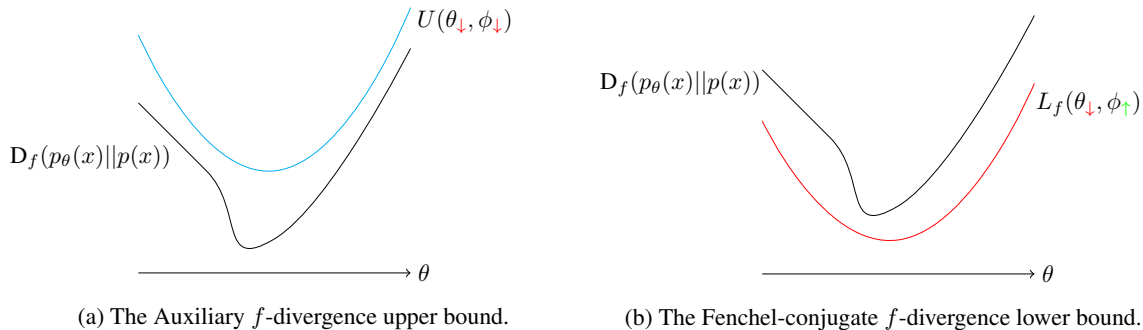 U(θ↓, ϕ↓)
D_f(p_θ(x)||p(x))
θ
(a) The Auxiliary f-divergence upper bound.
D_f(p_θ(x)||p(x))
L_f(θ↓, ϕ↑)
θ
(b) The Fenchel-conjugate f-divergence lower bound.